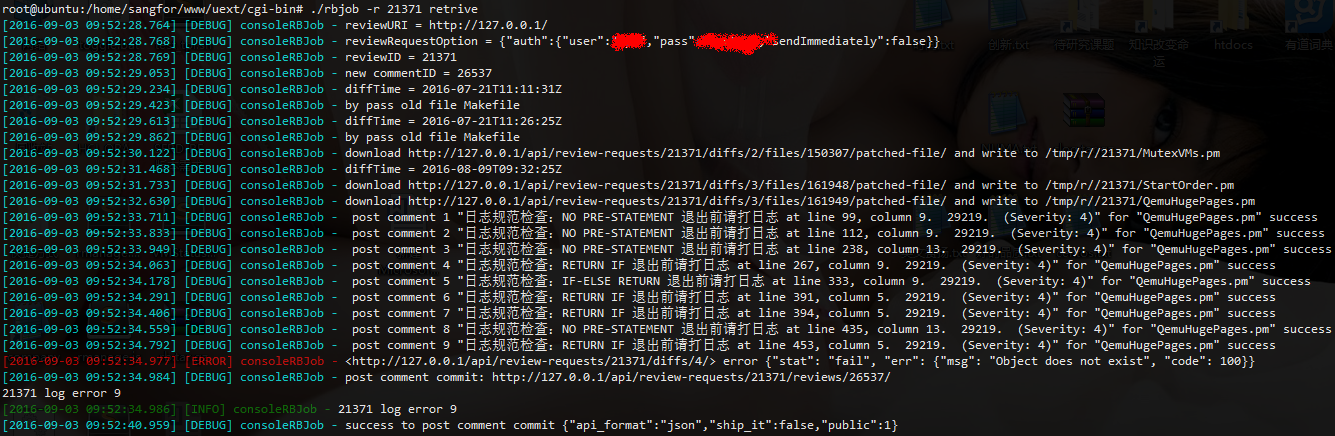 root@ubuntu:/home/sangfor/www/uext/cgi-bin# ./rbjob -r 21371 retrive
[2016-09-03 09:52:28.764] [DEBUG] consoleRBJob - reviewURI = http://127.0.0.1/
[2016-09-03 09:52:28.768] [DEBUG] consoleRBJob - reviewRequestOption = {"auth":{"user": ,"pass" sendImmediately":false}}
[2016-09-03 09:52:28.769] [DEBUG] consoleRBJob - reviewID = 21371
[2016-09-03 09:52:29.053] [DEBUG] consoleRBJob - new commentID = 26537
[2016-09-03 09:52:29.234] [DEBUG] consoleRBJob - diffTime = 2016-07-21T11:11:31Z
[2016-09-03 09:52:29.423] [DEBUG] consoleRBJob - by pass old file Makefile
[2016-09-03 09:52:29.613] [DEBUG] consoleRBJob - diffTime = 2016-07-21T11:26:25Z
[2016-09-03 09:52:29.862] [DEBUG] consoleRBJob - by pass old file Makefile
[2016-09-03 09:52:30.122] [DEBUG] consoleRBJob - download http://127.0.0.1/api/review-requests/21371/diffs/2/files/150307/patched-file/ and write to /tmp/r//21371/MutexVMs.pm
[2016-09-03 09:52:31.468] [DEBUG] consoleRBJob - diffTime = 2016-08-09T09:32:25Z
[2016-09-03 09:52:31.733] [DEBUG] consoleRBJob - download http://127.0.0.1/api/review-requests/21371/diffs/3/files/161948/patched-file/ and write to /tmp/r//21371/StartOrder.pm
[2016-09-03 09:52:32.630] [DEBUG] consoleRBJob - download http://127.0.0.1/api/review-requests/21371/diffs/3/files/161949/patched-file/ and write to /tmp/r//21371/QemuHugePages.pm
[2016-09-03 09:52:33.711] [DEBUG] consoleRBJob -  post comment 1 "日志规范检查：NO PRE-STATEMENT 退出前请打日志 at line 99, column 9.  29219.  (Severity: 4)" for "QemuHugePages.pm" success
[2016-09-03 09:52:33.833] [DEBUG] consoleRBJob -  post comment 2 "日志规范检查：NO PRE-STATEMENT 退出前请打日志 at line 112, column 9.  29219.  (Severity: 4)" for "QemuHugePages.pm" success
[2016-09-03 09:52:33.949] [DEBUG] consoleRBJob -  post comment 3 "日志规范检查：NO PRE-STATEMENT 退出前请打日志 at line 238, column 13.  29219.  (Severity: 4)" for "QemuHugePages.pm" success
[2016-09-03 09:52:34.063] [DEBUG] consoleRBJob -  post comment 4 "日志规范检查：RETURN IF 退出前请打日志 at line 267, column 9.  29219.  (Severity: 4)" for "QemuHugePages.pm" success
[2016-09-03 09:52:34.178] [DEBUG] consoleRBJob -  post comment 5 "日志规范检查：IF-ELSE RETURN 退出前请打日志 at line 333, column 9.  29219.  (Severity: 4)" for "QemuHugePages.pm" success
[2016-09-03 09:52:34.291] [DEBUG] consoleRBJob -  post comment 6 "日志规范检查：RETURN IF 退出前请打日志 at line 391, column 5.  29219.  (Severity: 4)" for "QemuHugePages.pm" success
[2016-09-03 09:52:34.406] [DEBUG] consoleRBJob -  post comment 7 "日志规范检查：RETURN IF 退出前请打日志 at line 394, column 5.  29219.  (Severity: 4)" for "QemuHugePages.pm" success
[2016-09-03 09:52:34.559] [DEBUG] consoleRBJob -  post comment 8 "日志规范检查：NO PRE-STATEMENT 退出前请打日志 at line 435, column 13.  29219.  (Severity: 4)" for "QemuHugePages.pm" success
[2016-09-03 09:52:34.792] [DEBUG] consoleRBJob -  post comment 9 "日志规范检查：RETURN IF 退出前请打日志 at line 453, column 5.  29219.  (Severity: 4)" for "QemuHugePages.pm" success
[2016-09-03 09:52:34.977] [ERROR] consoleRBJob - <http://127.0.0.1/api/review-requests/21371/diffs/4/> error {"stat": "fail", "err": {"msg": "Object does not exist", "code": 100}}
[2016-09-03 09:52:34.984] [DEBUG] consoleRBJob - post comment commit: http://127.0.0.1/api/review-requests/21371/reviews/26537/
21371 log error 9
[2016-09-03 09:52:34.986] [INFO] consoleRBJob - 21371 log error 9
[2016-09-03 09:52:40.959] [DEBUG] consoleRBJob - success to post comment commit {"api_format":"json","ship_it":false,"public":1}
创新.txt
待研究课题
知识改变命运
htdocs
有道词典